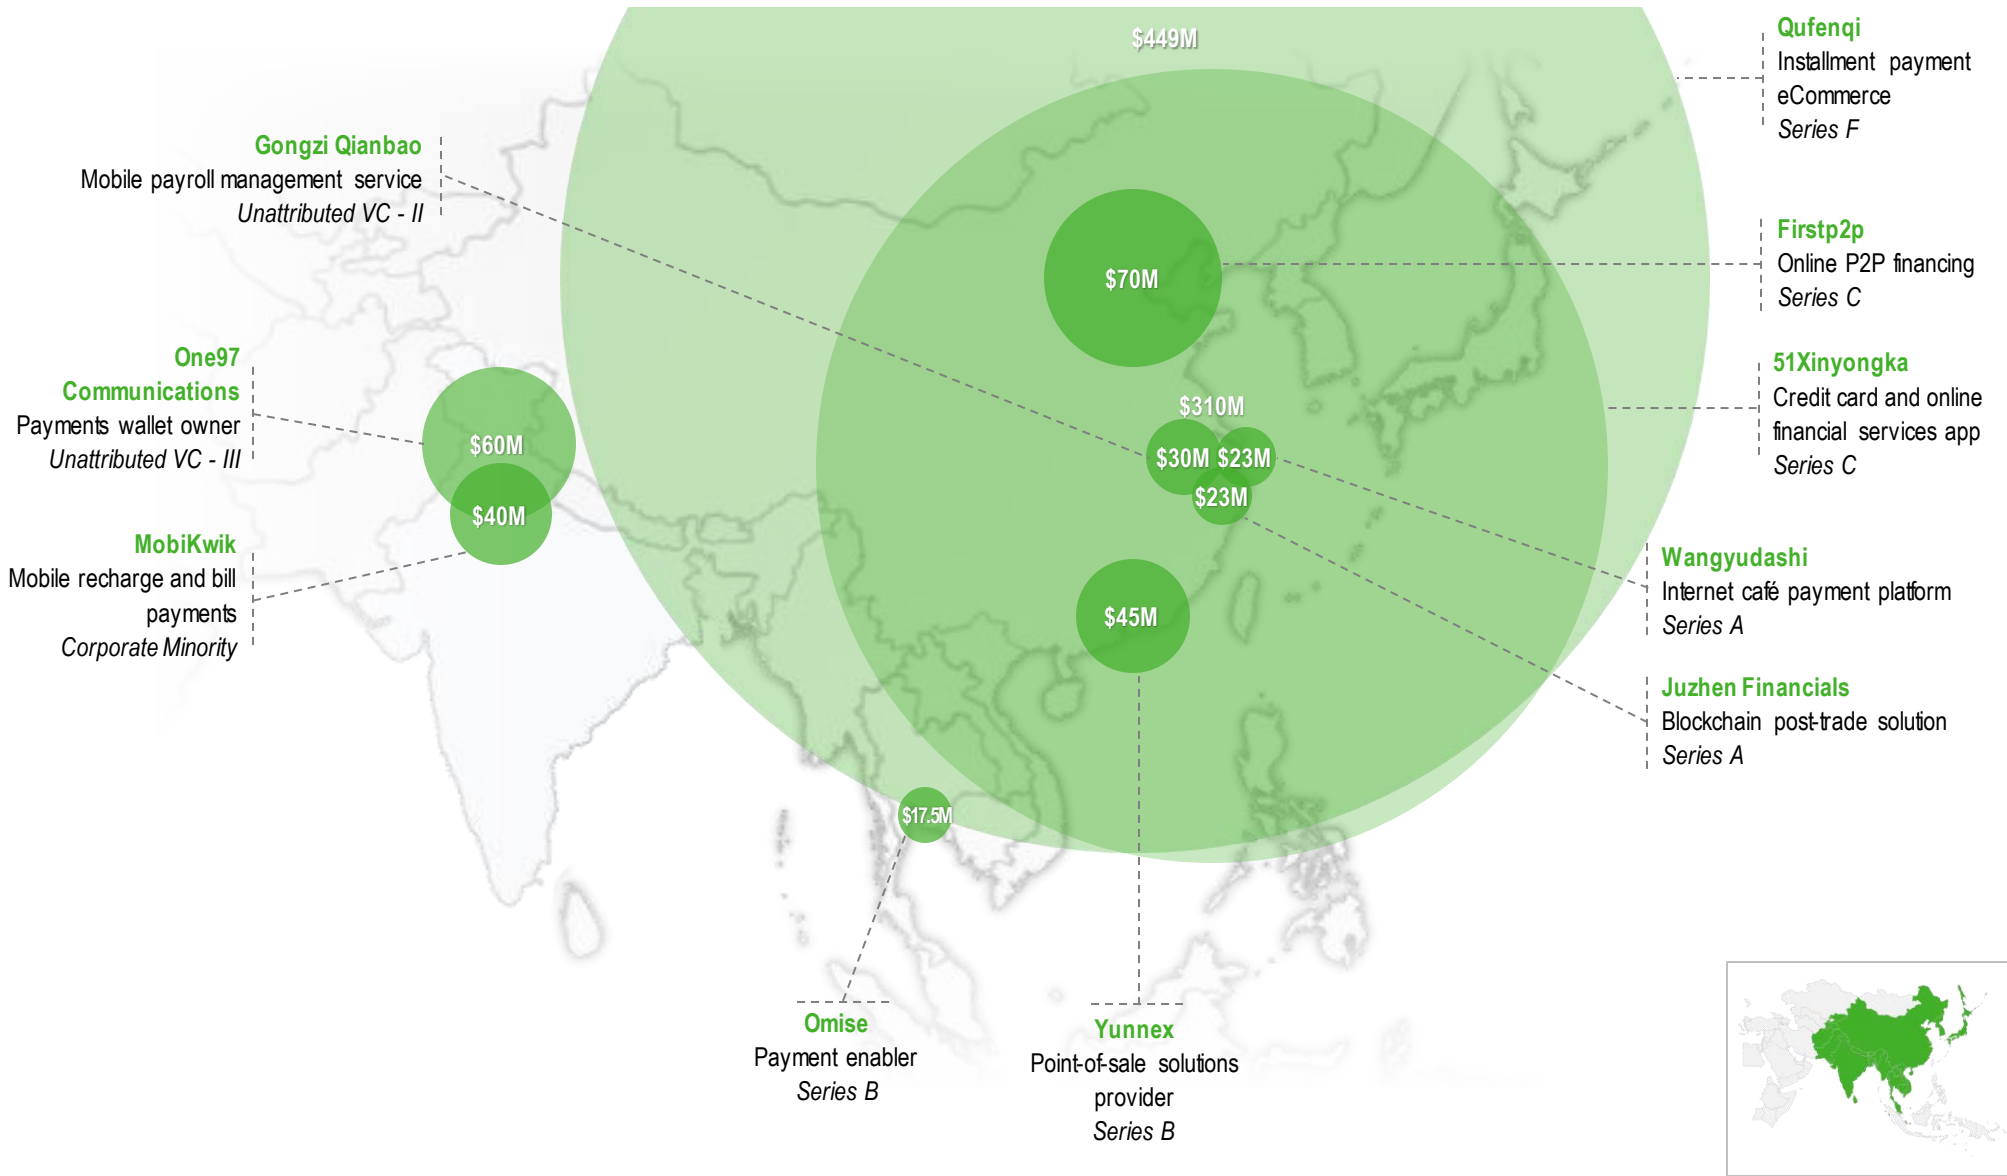 $449M
Qufenqi
Installment payment
eCommerce
Series F
Gongzi Qianbao
Mobile payroll management service
Unattributed VC - II
Firstp2p
Online P2P financing
Series C
$70M
One97
Communications
Payments wallet owner
Unattributed VC - III
$60M
$40M
51Xinyongka
Credit card and online
financial services app
Series C
$310M
$30M
$23M
$23M
MobiKwik
Mobile recharge and bill
payments
Corporate Minority
Wangyudashi
Internet café payment platform
Series A
$45M
Juzhen Financials
Blockchain post-trade solution
Series A
$17.5M
Omise
Payment enabler
Series B
Yunnex
Point-of-sale solutions
provider
Series B